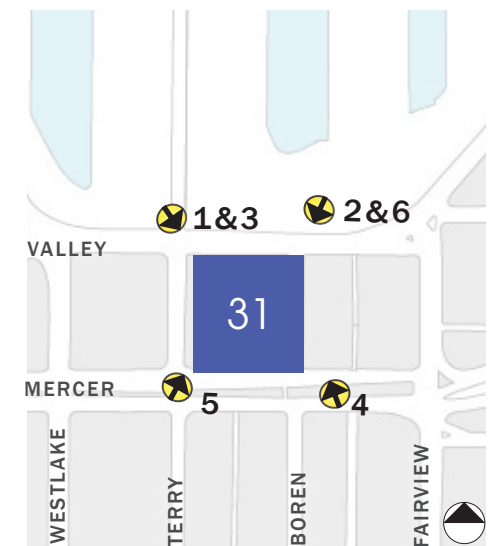 1&3
2&6
VALLEY
31
MERCER
5
4
WESTLAKE
TERRY
BOREN
FAIRVIEW